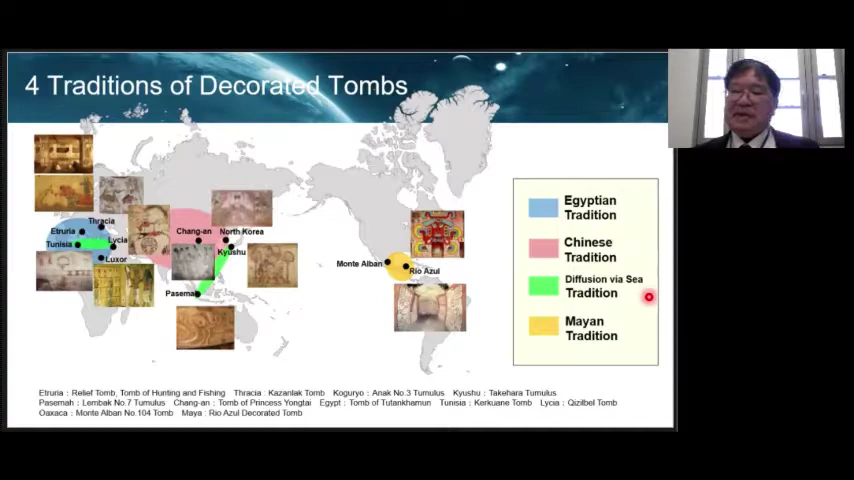 4 Traditions of Decorated Tombs
Thracia
Etruria
Tunisia
Lycia
Luxor
Chang-an
North Korea
Kyushu
Pasema
Monte Alban
Rio Azul
Egyptian
Tradition
Chinese
Tradition
Diffusion via Sea
Tradition
Mayan
Tradition
Etruria : Relief Tomb, Tomb of Hunting and Fishing Thracia : Kazanlak Tomb Koguryo : Anak No.3 Tumulus Kyushu : Takehara Tumulus
Pasemah : Lembak No.7 Tumulus Chang-an : Tomb of Princess Yongtai Egypt : Tomb of Tutankhamun Tunisia : Kerkuane Tomb Lycia : Qizilbel Tomb
Oaxaca : Monte Alban No.104 Tomb Maya : Rio Azul Decorated Tomb